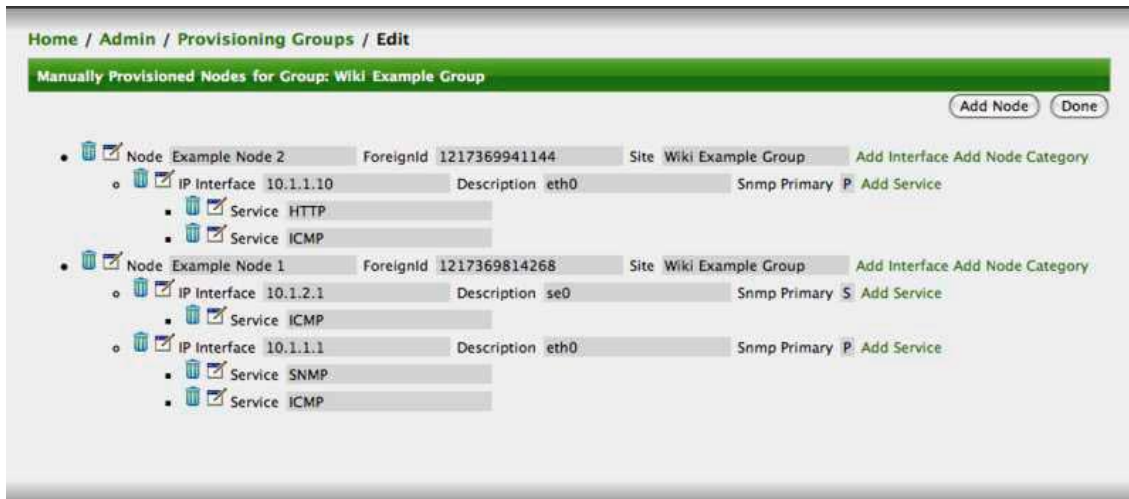 Home / Admin / Provisioning Groups / Edit
Manually Provisioned Nodes for Group: Wiki Example Group
Add Node Done
Node Example Node 2 ForeignId 1217369941144 Site Wiki Example Group Add Interface Add Node Category
IP Interface 10.1.1.10 Description eth0 Snmp Primary P Add Service
Service HTTP
Service ICMP
Node Example Node 1 ForeignId 1217369814268 Site Wiki Example Group Add Interface Add Node Category
IP Interface 10.1.2.1 Description se0 Snmp Primary S Add Service
Service ICMP
IP Interface 10.1.1.1 Description eth0 Snmp Primary P Add Service
Service SNMP
Service ICMP